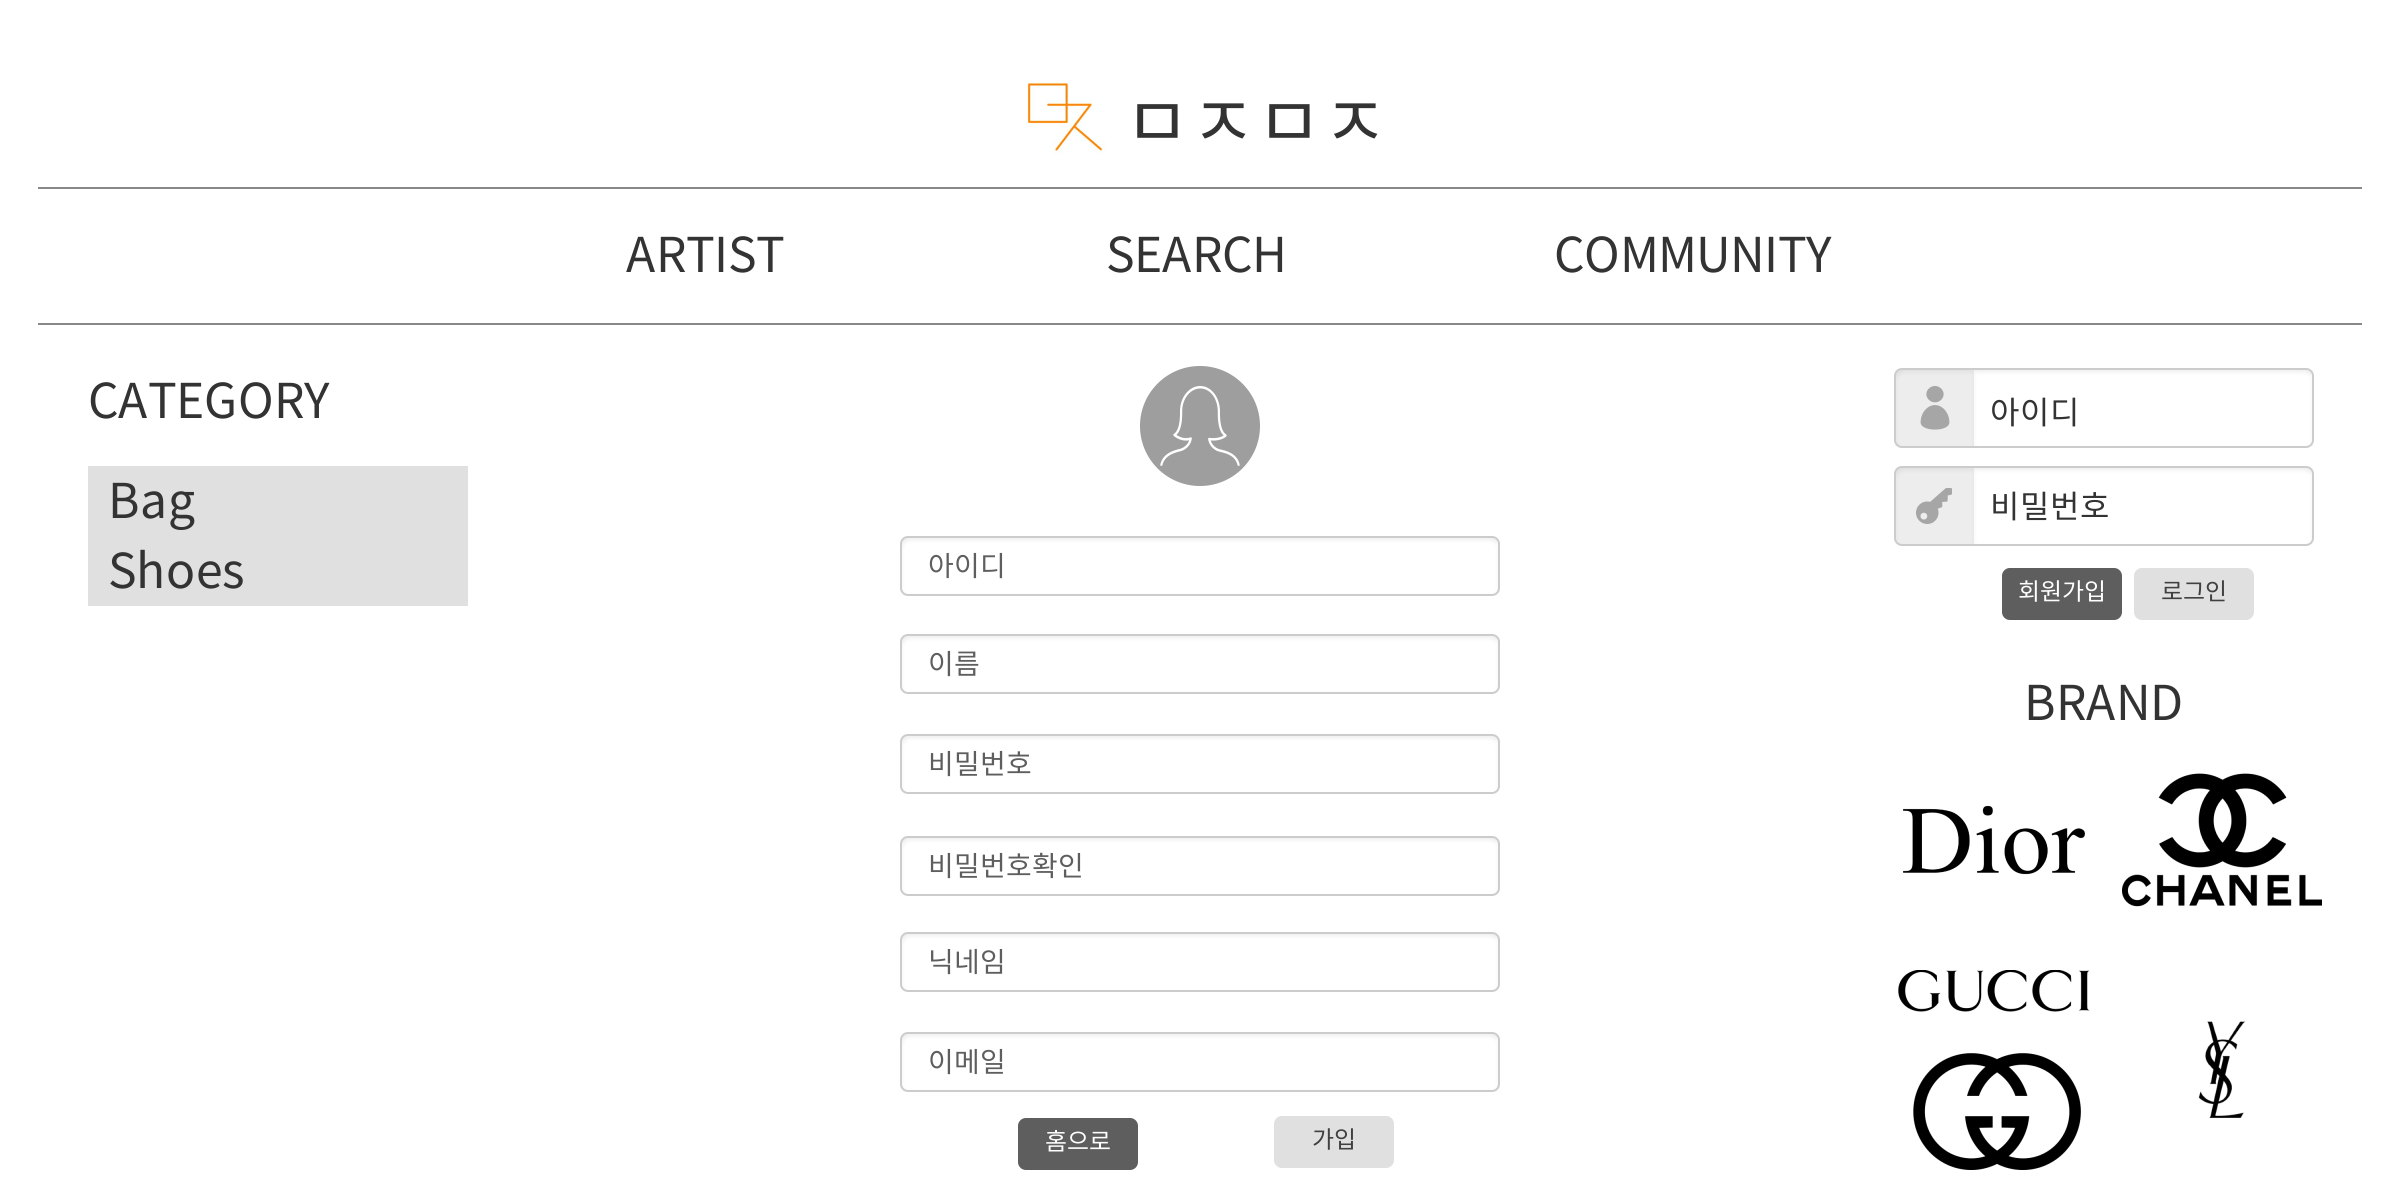 ㅁㅈㅁㅈ
ARTIST SEARCH COMMUNITY
CATEGORY
Bag
Shoes
아이디
이름
비밀번호
비밀번호확인
닉네임
이메일
홈으로 가입
아이디
비밀번호
회원가입 로그인
BRAND
Dior
CHANEL
GUCCI
YSL